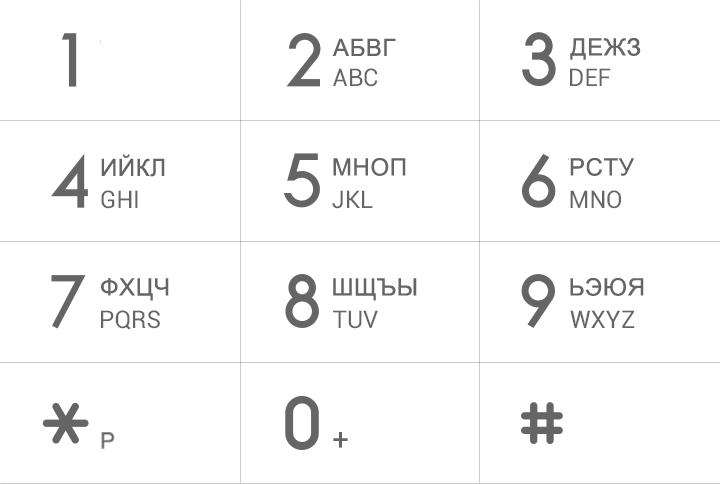 1
2 АБВГ
ABC
3 ДЕЖЗ
DEF
4 ИЙКЛ
GHI
5 МНОП
JKL
6 РСТУ
MNO
7 ФХЦЧ
PQRS
8 ШЩЪЫ
TUV
9 ЬЭЮЯ
WXYZ
* P
0 +
#